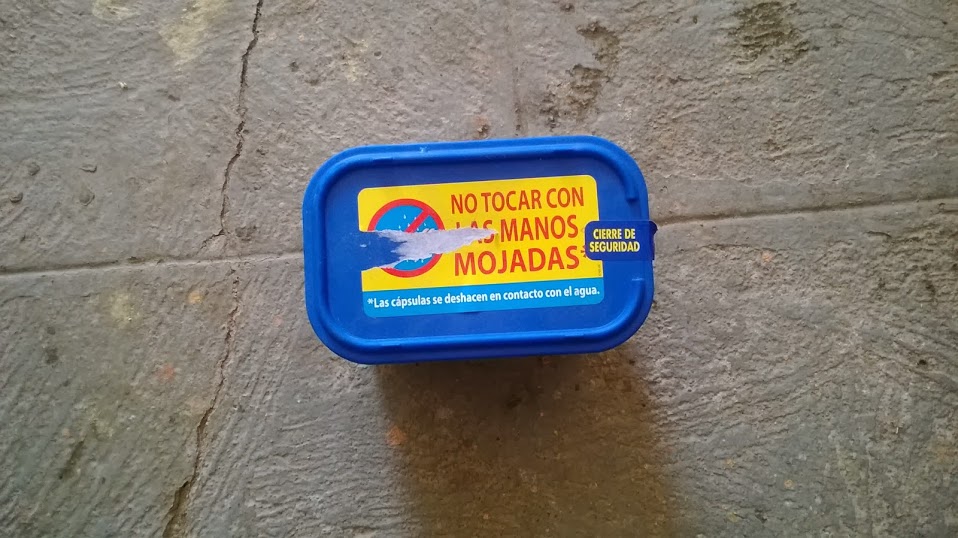 NO TOCAR CON
LAS MANOS
MOJADAS*
CIERRE DE
SEGURIDAD
*Las cápsulas se deshacen en contacto con el agua.